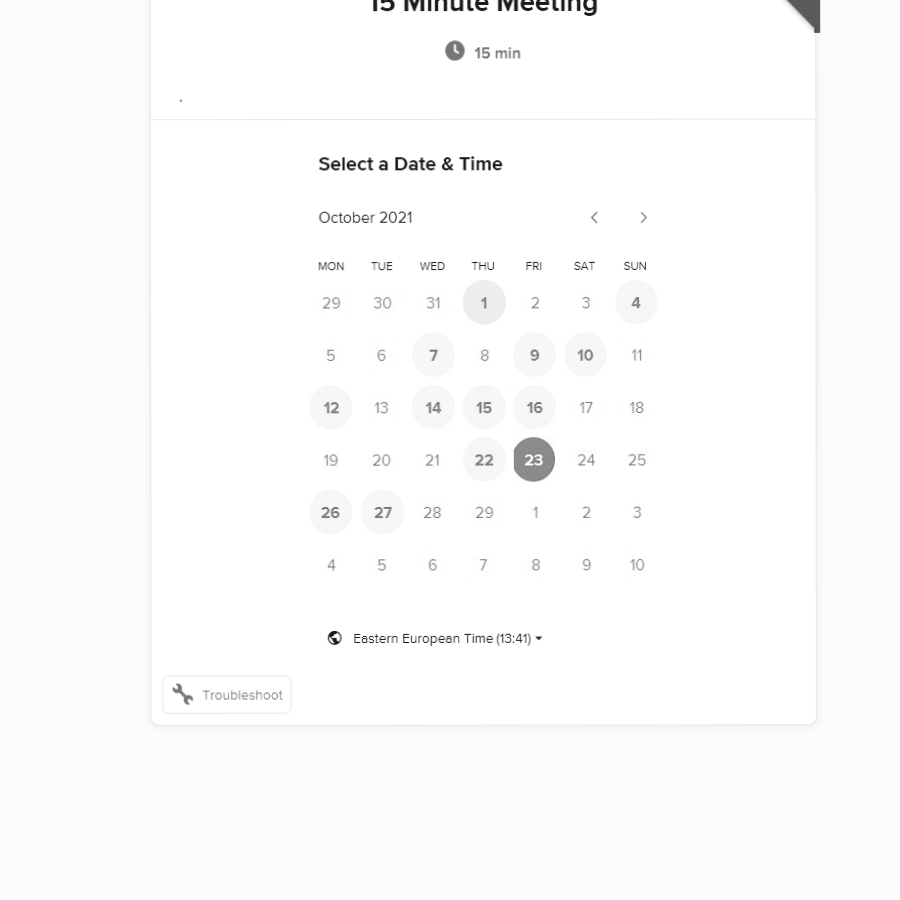 15 Minute Meeting
15 min
.
Select a Date & Time
October 2021
MON TUE WED THU FRI SAT SUN
29 30 31 1 2 3 4
5 6 7 8 9 10 11
12 13 14 15 16 17 18
19 20 21 22 23 24 25
26 27 28 29 1 2 3
4 5 6 7 8 9 10
Eastern European Time (13:41)
Troubleshoot